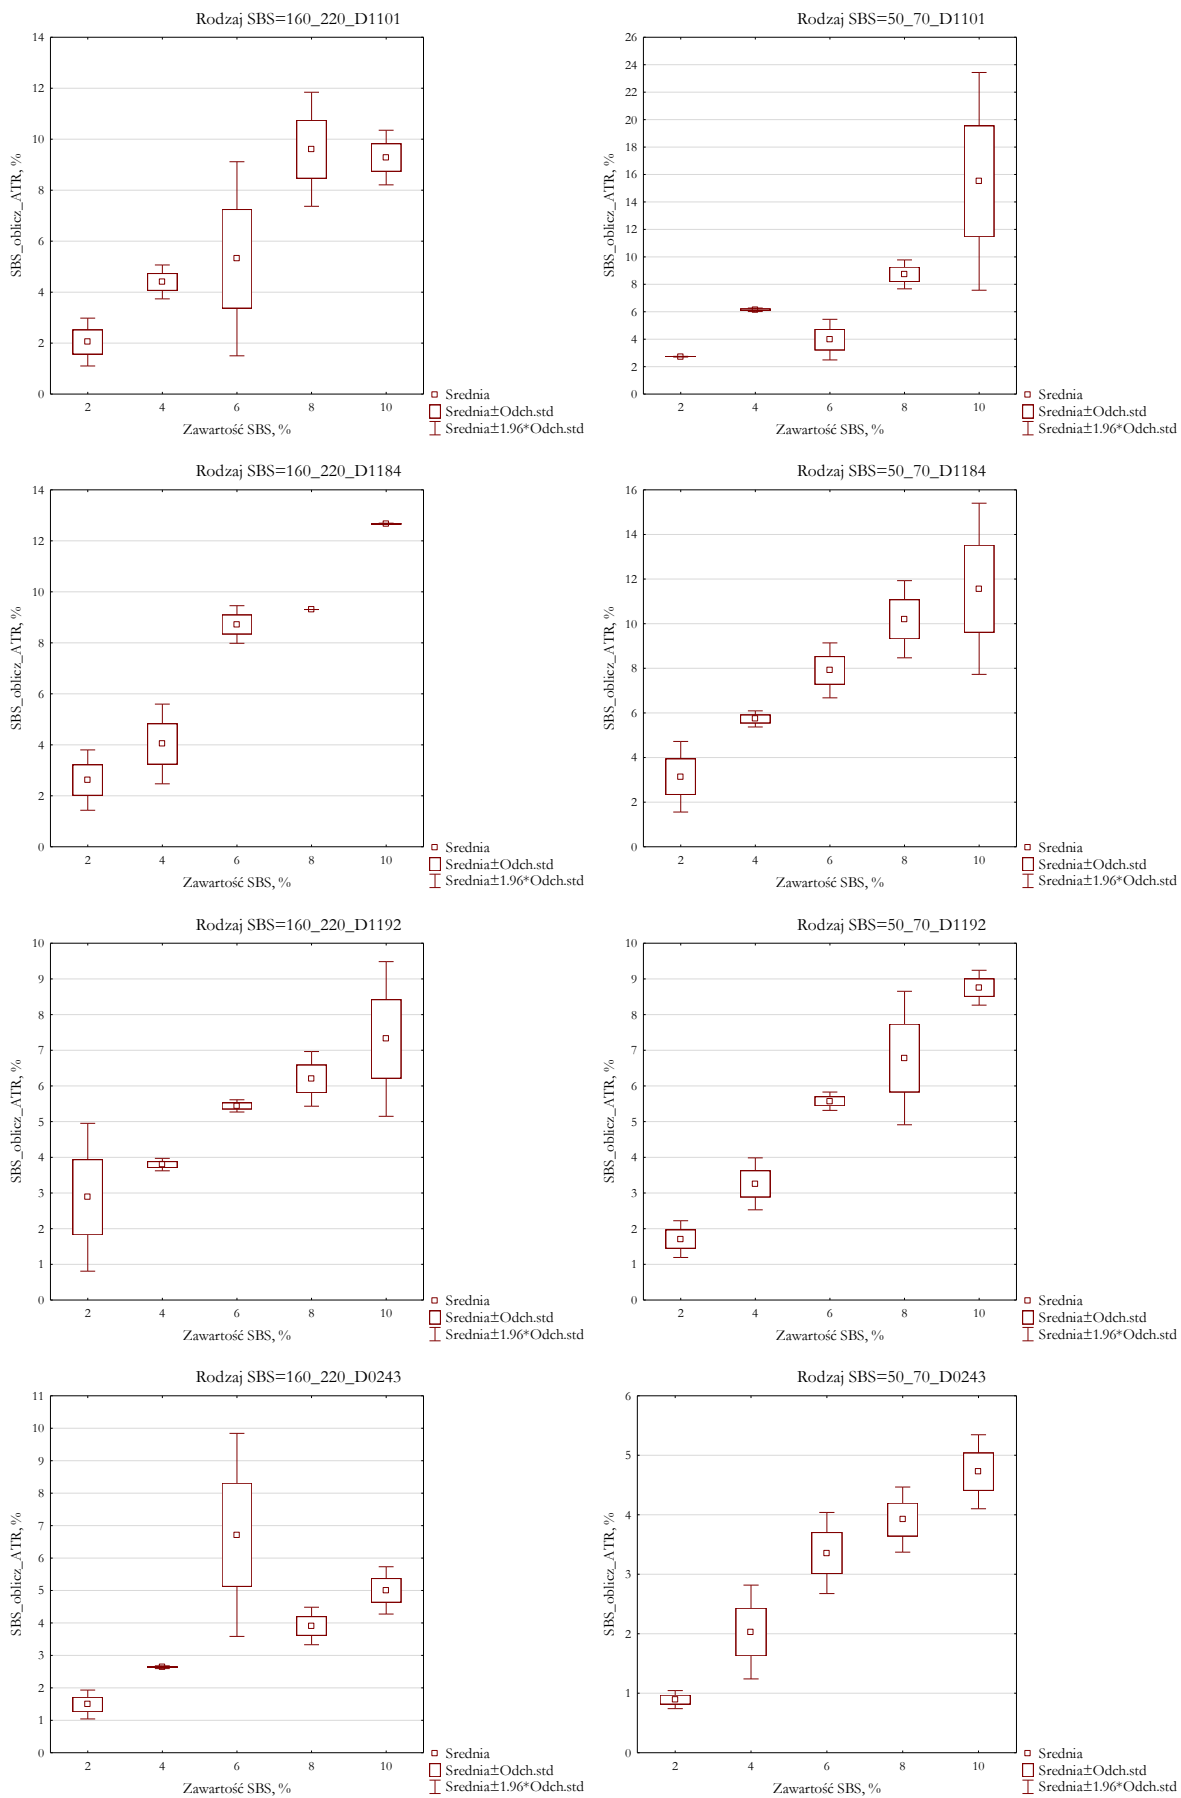 Rodzaj SBS=160_220_D1101
14
12
10
8
6
4
2
0
SBS_oblicz_ATR, %
2 4 6 8 10
Zawartość SBS, %
Srednia
Srednia±Odch.std
Srednia±1.96*Odch.std
Rodzaj SBS=50_70_D1101
26
24
22
20
18
16
14
12
10
8
6
4
2
0
SBS_oblicz_ATR, %
2 4 6 8 10
Zawartość SBS, %
Srednia
Srednia±Odch.std
Srednia±1.96*Odch.std
Rodzaj SBS=160_220_D1184
14
12
10
8
6
4
2
0
SBS_oblicz_ATR, %
2 4 6 8 10
Zawartość SBS, %
Srednia
Srednia±Odch.std
Srednia±1.96*Odch.std
Rodzaj SBS=50_70_D1184
16
14
12
10
8
6
4
2
0
SBS_oblicz_ATR, %
2 4 6 8 10
Zawartość SBS, %
Srednia
Srednia±Odch.std
Srednia±1.96*Odch.std
Rodzaj SBS=160_220_D1192
10
9
8
7
6
5
4
3
2
1
0
SBS_oblicz_ATR, %
2 4 6 8 10
Zawartość SBS, %
Srednia
Srednia±Odch.std
Srednia±1.96*Odch.std
Rodzaj SBS=50_70_D1192
10
9
8
7
6
5
4
3
2
1
0
SBS_oblicz_ATR, %
2 4 6 8 10
Zawartość SBS, %
Srednia
Srednia±Odch.std
Srednia±1.96*Odch.std
Rodzaj SBS=160_220_D0243
11
10
9
8
7
6
5
4
3
2
1
0
SBS_oblicz_ATR, %
2 4 6 8 10
Zawartość SBS, %
Srednia
Srednia±Odch.std
Srednia±1.96*Odch.std
Rodzaj SBS=50_70_D0243
6
5
4
3
2
1
0
SBS_oblicz_ATR, %
2 4 6 8 10
Zawartość SBS, %
Srednia
Srednia±Odch.std
Srednia±1.96*Odch.std